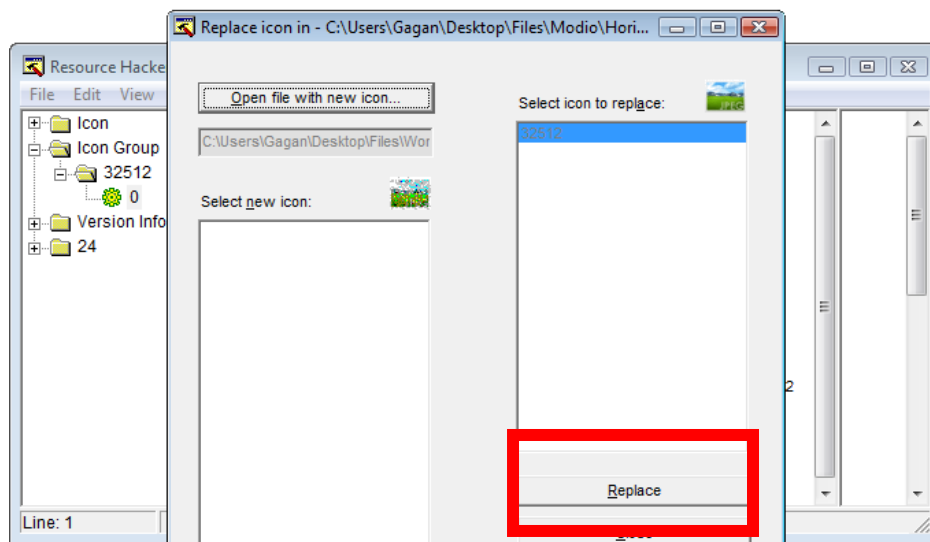 Replace icon in - C:\Users\Gagan\Desktop\Files\Modio\Hori...
Resource Hacke
File Edit View
Open file with new icon...
Select icon to replace:
JPEG
Icon
C:\Users\Gagan\Desktop\Files\Wor
32512
Icon Group
32512
0
Select new icon:
Version Info
24
2
Replace
Close
Line: 1